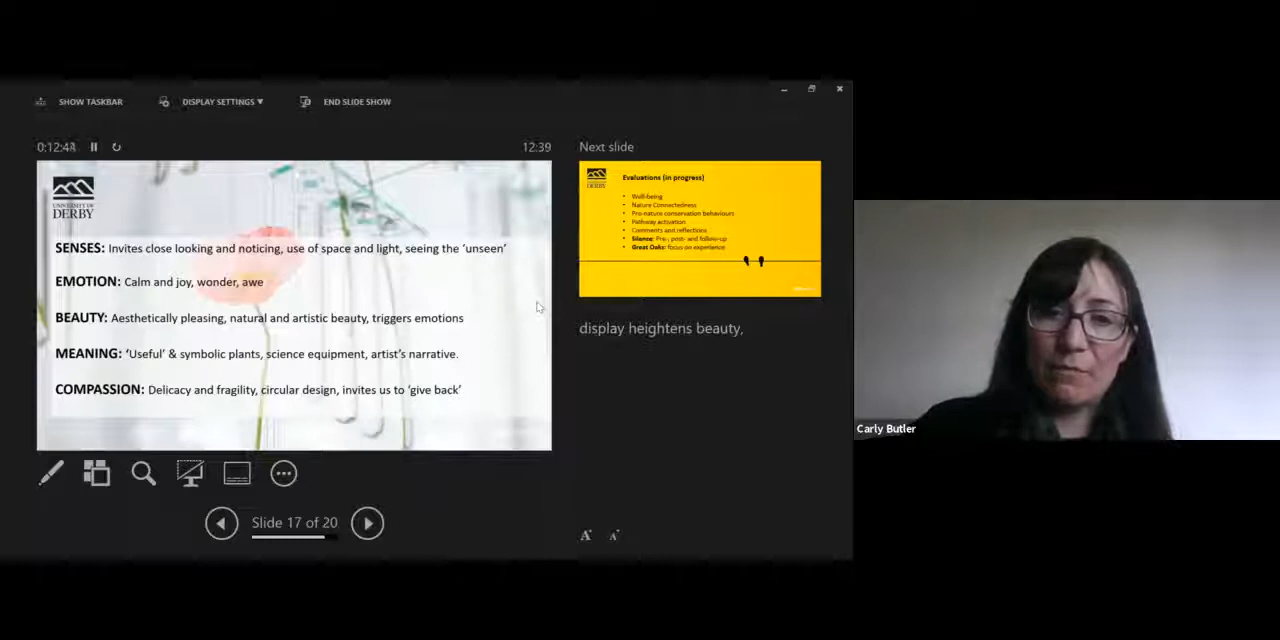 SHOW TASKBAR
DISPLAY SETTINGS ▼
END SLIDE SHOW
0:12:48
12:39
UNIVERSITY OF
DERBY
SENSES: Invites close looking and noticing, use of space and light, seeing the ‘unseen’
EMOTION: Calm and joy, wonder, awe
BEAUTY: Aesthetically pleasing, natural and artistic beauty, triggers emotions
MEANING: ‘Useful’ & symbolic plants, science equipment, artist’s narrative.
COMPASSION: Delicacy and fragility, circular design, invites us to ‘give back’
Slide 17 of 20
Next slide
DERBY
Evaluations (in progress)
• Well-being
• Nature Connectedness
• Pro-nature conservation behaviours
• Pathway activation
• Comments and reflections
• Silence: Pre-, post- and follow-up
• Great Oaks: focus on experience
display heightens beauty,
A A
Carly Butler